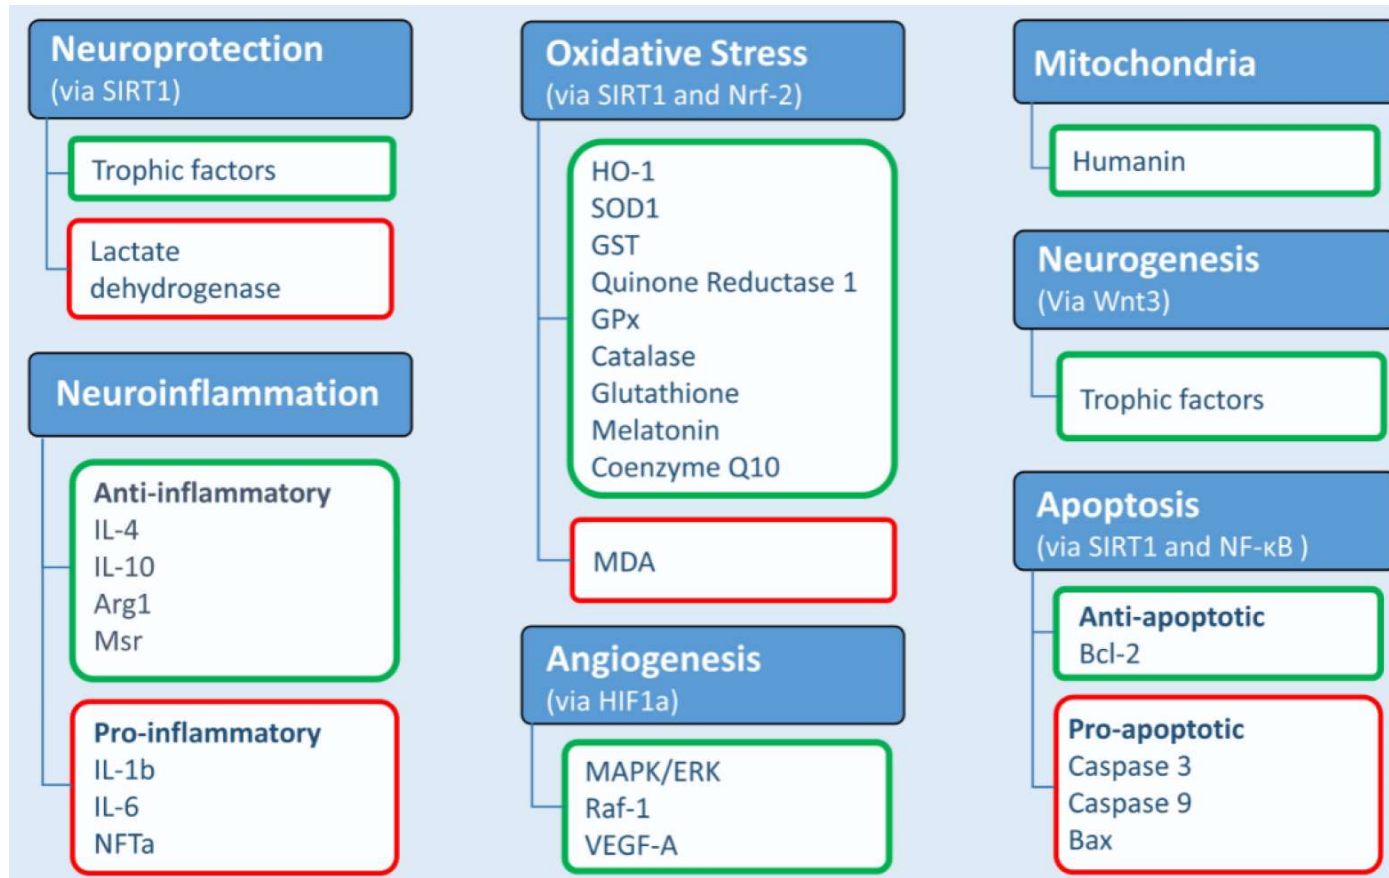 Neuroprotection
(via SIRT1)
Trophic factors
Lactate
dehydrogenase
Neuroinflammation
Anti-inflammatory
IL-4
IL-10
Arg1
Msr
Pro-inflammatory
IL-1b
IL-6
NFTa
Oxidative Stress
(via SIRT1 and Nrf-2)
HO-1
SOD1
GST
Quinone Reductase 1
GPx
Catalase
Glutathione
Melatonin
Coenzyme Q10
MDA
Angiogenesis
(via HIF1a)
MAPK/ERK
Raf-1
VEGF-A
Mitochondria
Humanin
Neurogenesis
(Via Wnt3)
Trophic factors
Apoptosis
(via SIRT1 and NF-κB )
Anti-apoptotic
Bcl-2
Pro-apoptotic
Caspase 3
Caspase 9
Bax